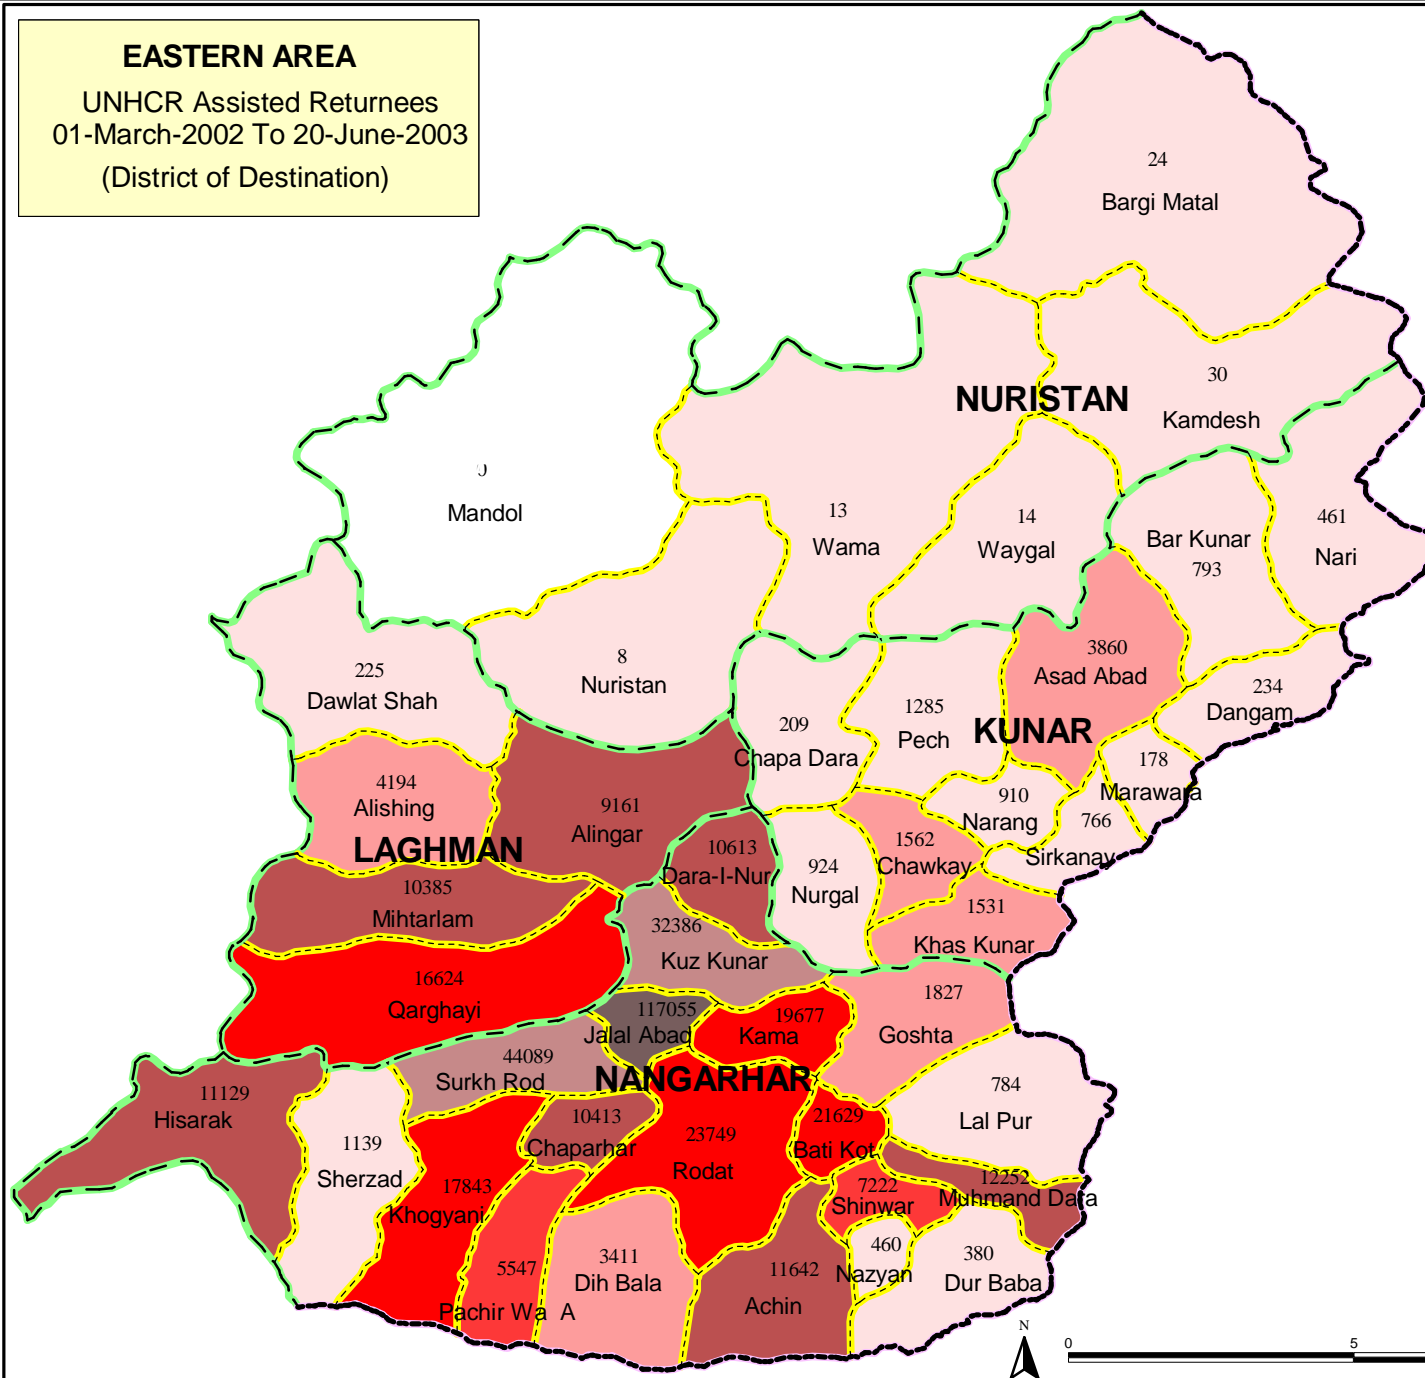 EASTERN AREA
UNHCR Assisted Returnees
01-March-2002 To 20-June-2003
(District of Destination)
24
Bargi Matal
30
Kamdesh
NURISTAN
Mandol
13
Wama
14
Waygal
Bar Kunar
793
461
Nari
225
Dawlat Shah
8
Nuristan
3860
Asad Abad
234
Dangam
209
Chapa Dara
1285
Pech
KUNAR
178
Marawara
4194
Alishing
LAGHMAN
9161
Alingar
10613
Dara-I-Nur
910
Narang
766
Sirkanay
1562
Chawkay
924
Nurgal
10385
Mihtarlam
1531
Khas Kunar
32386
Kuz Kunar
16624
Qarghayi
117055
Jalal Abad
19677
Kama
1827
Goshta
44089
Surkh Rod
NANGARHAR
784
Lal Pur
11129
Hisarak
1139
Sherzad
10413
Chaparhar
23749
Rodat
21629
Bati Kot
17843
Khogyani
7222
Shinwar
12252
Muhmand Dara
5547
Pachir Wa A
3411
Dih Bala
11642
Achin
460
Nazyan
380
Dur Baba
N
0 5